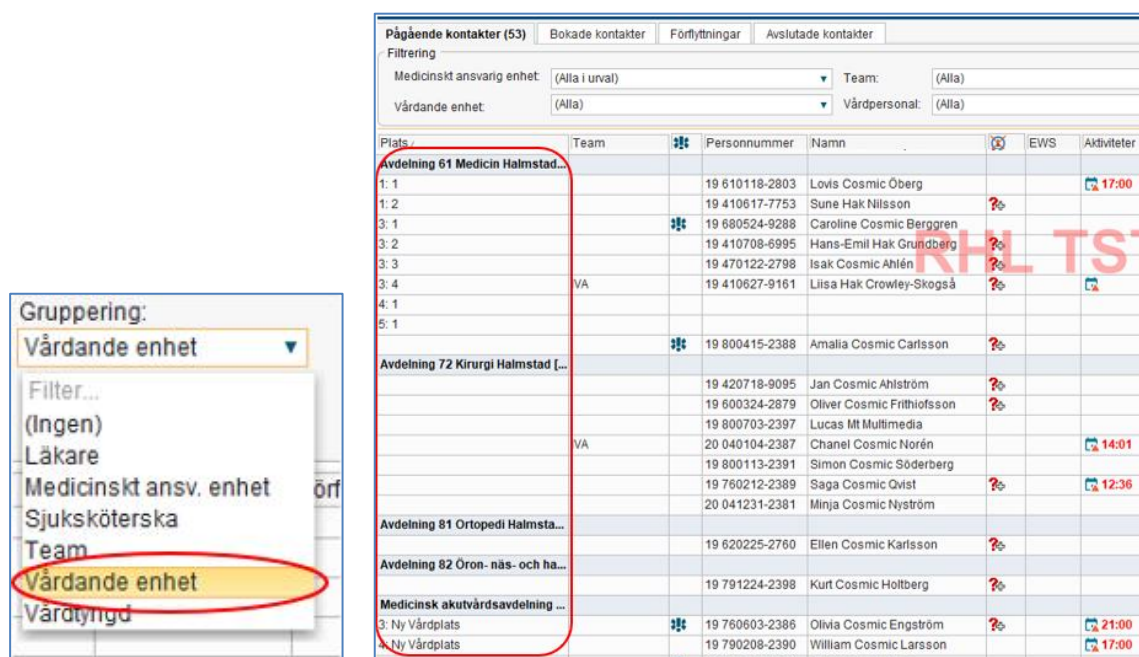 Gruppering:
Vårdande enhet
Filter...
(Ingen)
Läkare
Medicinskt ansv. enhet
örf
Sjuksköterska
Team
Vårdande enhet
Vårdtyngd
Pågående kontakter (53) Bokade kontakter Förflyttningar Avslutade kontakter
Filtrering
Medicinskt ansvarig enhet: (Alla i urval) Team: (Alla)
Vårdande enhet: (Alla) Vårdpersonal: (Alla)
Plats Team Personnummer Namn EWS Aktiviteter
Avdelning 61 Medicin Halmstad...
1: 1 19 610118-2803 Lovis Cosmic Öberg 17:00
1: 2 19 410617-7753 Sune Hak Nilsson
3: 1 19 680524-9288 Caroline Cosmic Berggren
3: 2 19 410708-6995 Hans-Emil Hak Grundberg
RHL TST
3: 3 19 470122-2798 Isak Cosmic Ahlén
3: 4 VA 19 410627-9161 Liisa Hak Crowley-Skogså
4: 1
5: 1
19 800415-2388 Amalia Cosmic Carlsson
Avdelning 72 Kirurgi Halmstad [...
19 420718-9095 Jan Cosmic Ahlström
19 600324-2879 Oliver Cosmic Frithiofsson
19 800703-2397 Lucas Mt Multimedia
VA 20 040104-2387 Chanel Cosmic Norén 14:01
19 800113-2391 Simon Cosmic Söderberg
19 760212-2389 Saga Cosmic Qvist 12:36
20 041231-2381 Minja Cosmic Nyström
Avdelning 81 Ortopedi Halmsta...
19 620225-2760 Ellen Cosmic Karlsson
Avdelning 82 Öron- näs- och ha...
19 791224-2398 Kurt Cosmic Holtberg
Medicinsk akutvårdsavdelning ...
3: Ny Vårdplats 19 760603-2386 Olivia Cosmic Engström 21:00
4: Ny Vårdplats 19 790208-2390 William Cosmic Larsson 17:00